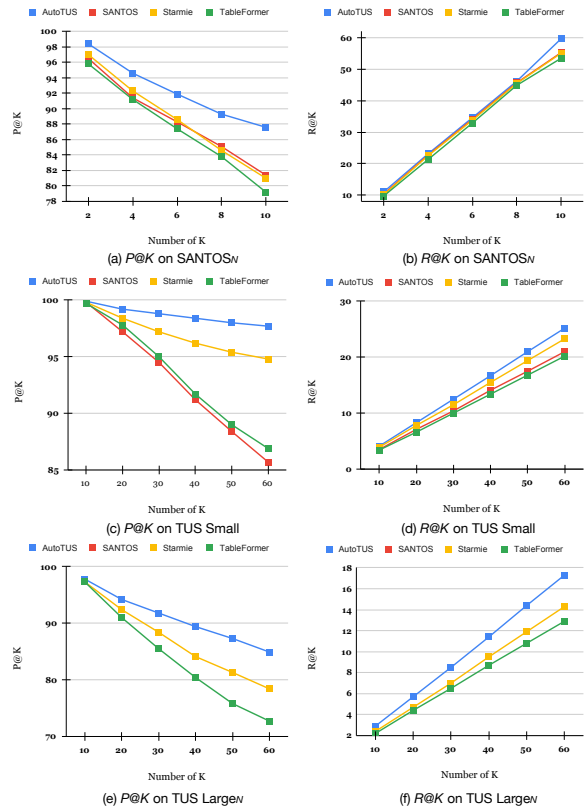 AutoTUS SANTOS Starmie TableFormer
100
98
96
94
92
90
88
86
84
82
80
78
P@K
2 4 6 8 10
Number of K
(a) P@K on SANTOSN
AutoTUS SANTOS Starmie TableFormer
60
50
40
30
20
10
R@K
2 4 6 8 10
Number of K
(b) R@K on SANTOSN
AutoTUS SANTOS Starmie TableFormer
100
95
90
85
P@K
10 20 30 40 50 60
Number of K
(c) P@K on TUS Small
AutoTUS SANTOS Starmie TableFormer
30
20
10
0
R@K
10 20 30 40 50 60
Number of K
(d) R@K on TUS Small
AutoTUS SANTOS Starmie TableFormer
100
90
80
70
P@K
10 20 30 40 50 60
Number of K
(e) P@K on TUS LargeN
AutoTUS SANTOS Starmie TableFormer
18
16
14
12
10
8
6
4
2
R@K
10 20 30 40 50 60
Number of K
(f) R@K on TUS LargeN